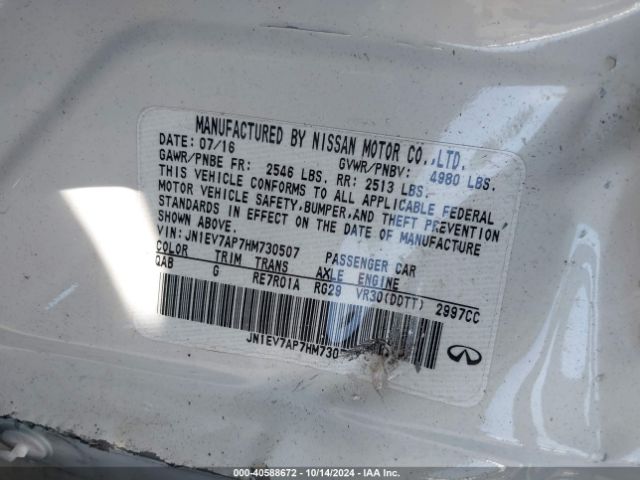 MANUFACTURED BY NISSAN MOTOR CO.,LTD.
DATE: 07/16 GVWR/PNBV: 4980 LBS.
GAWR/PNBE FR: 2546 LBS. RR: 2513 LBS.
THIS VEHICLE CONFORMS TO ALL APPLICABLE FEDERAL
MOTOR VEHICLE SAFETY,BUMPER,AND THEFT PREVENTION
STANDARDS IN EFFECT ON THE DATE OF MANUFACTURE
SHOWN ABOVE.
VIN:JN1EV7AP7HM730507 PASSENGER CAR
COLOR TRIM TRANS AXLE ENGINE
QAB G RE7R01A RG29 VR30(DDTT) 2997CC
JN1EV7AP7HM730
000-40588672 - 10/14/2024 - IAA Inc.